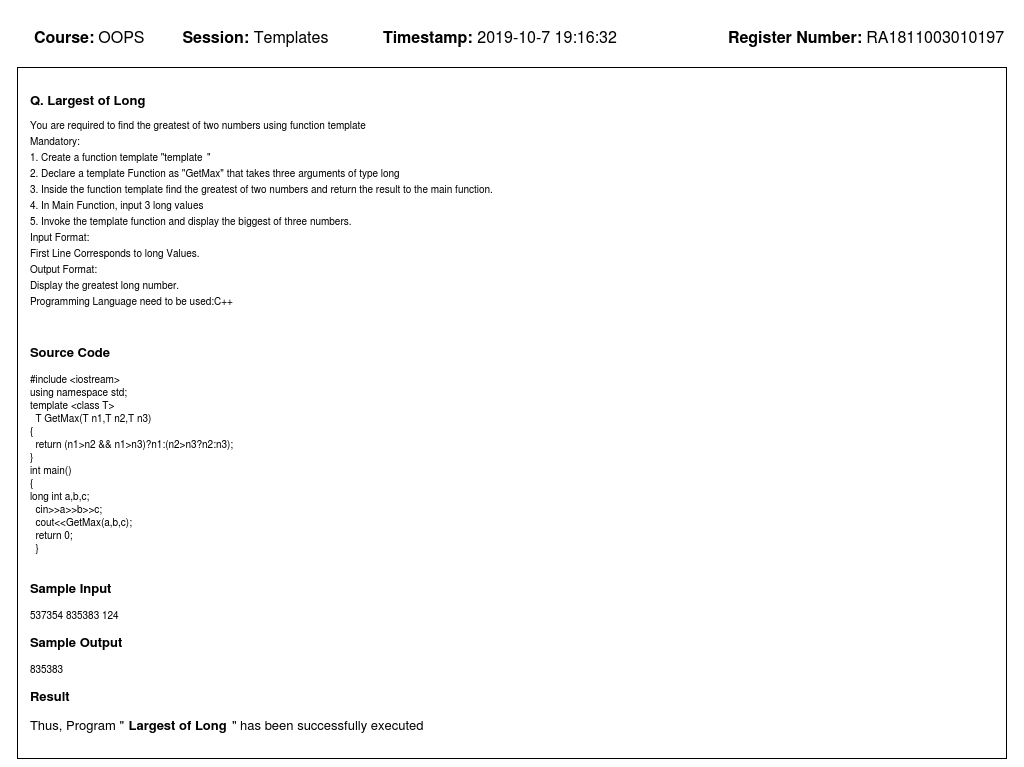 Course: OOPS Session: Templates Timestamp: 2019-10-7 19:16:32 Register Number: RA1811003010197
Q. Largest of Long
You are required to find the greatest of two numbers using function template
Mandatory:
1. Create a function template "template "
2. Declare a template Function as "GetMax" that takes three arguments of type long
3. Inside the function template find the greatest of two numbers and return the result to the main function.
4. In Main Function, input 3 long values
5. Invoke the template function and display the biggest of three numbers.
Input Format:
First Line Corresponds to long Values.
Output Format:
Display the greatest long number.
Programming Language need to be used:C++
Source Code
#include <iostream>
using namespace std;
template <class T>
T GetMax(T n1,T n2,T n3)
{
return (n1>n2 && n1>n3)?n1:(n2>n3?n2:n3);
}
int main()
{
long int a,b,c;
cin>>a>>b>>c;
cout<<GetMax(a,b,c);
return 0;
}
Sample Input
537354 835383 124
Sample Output
835383
Result
Thus, Program " Largest of Long " has been successfully executed